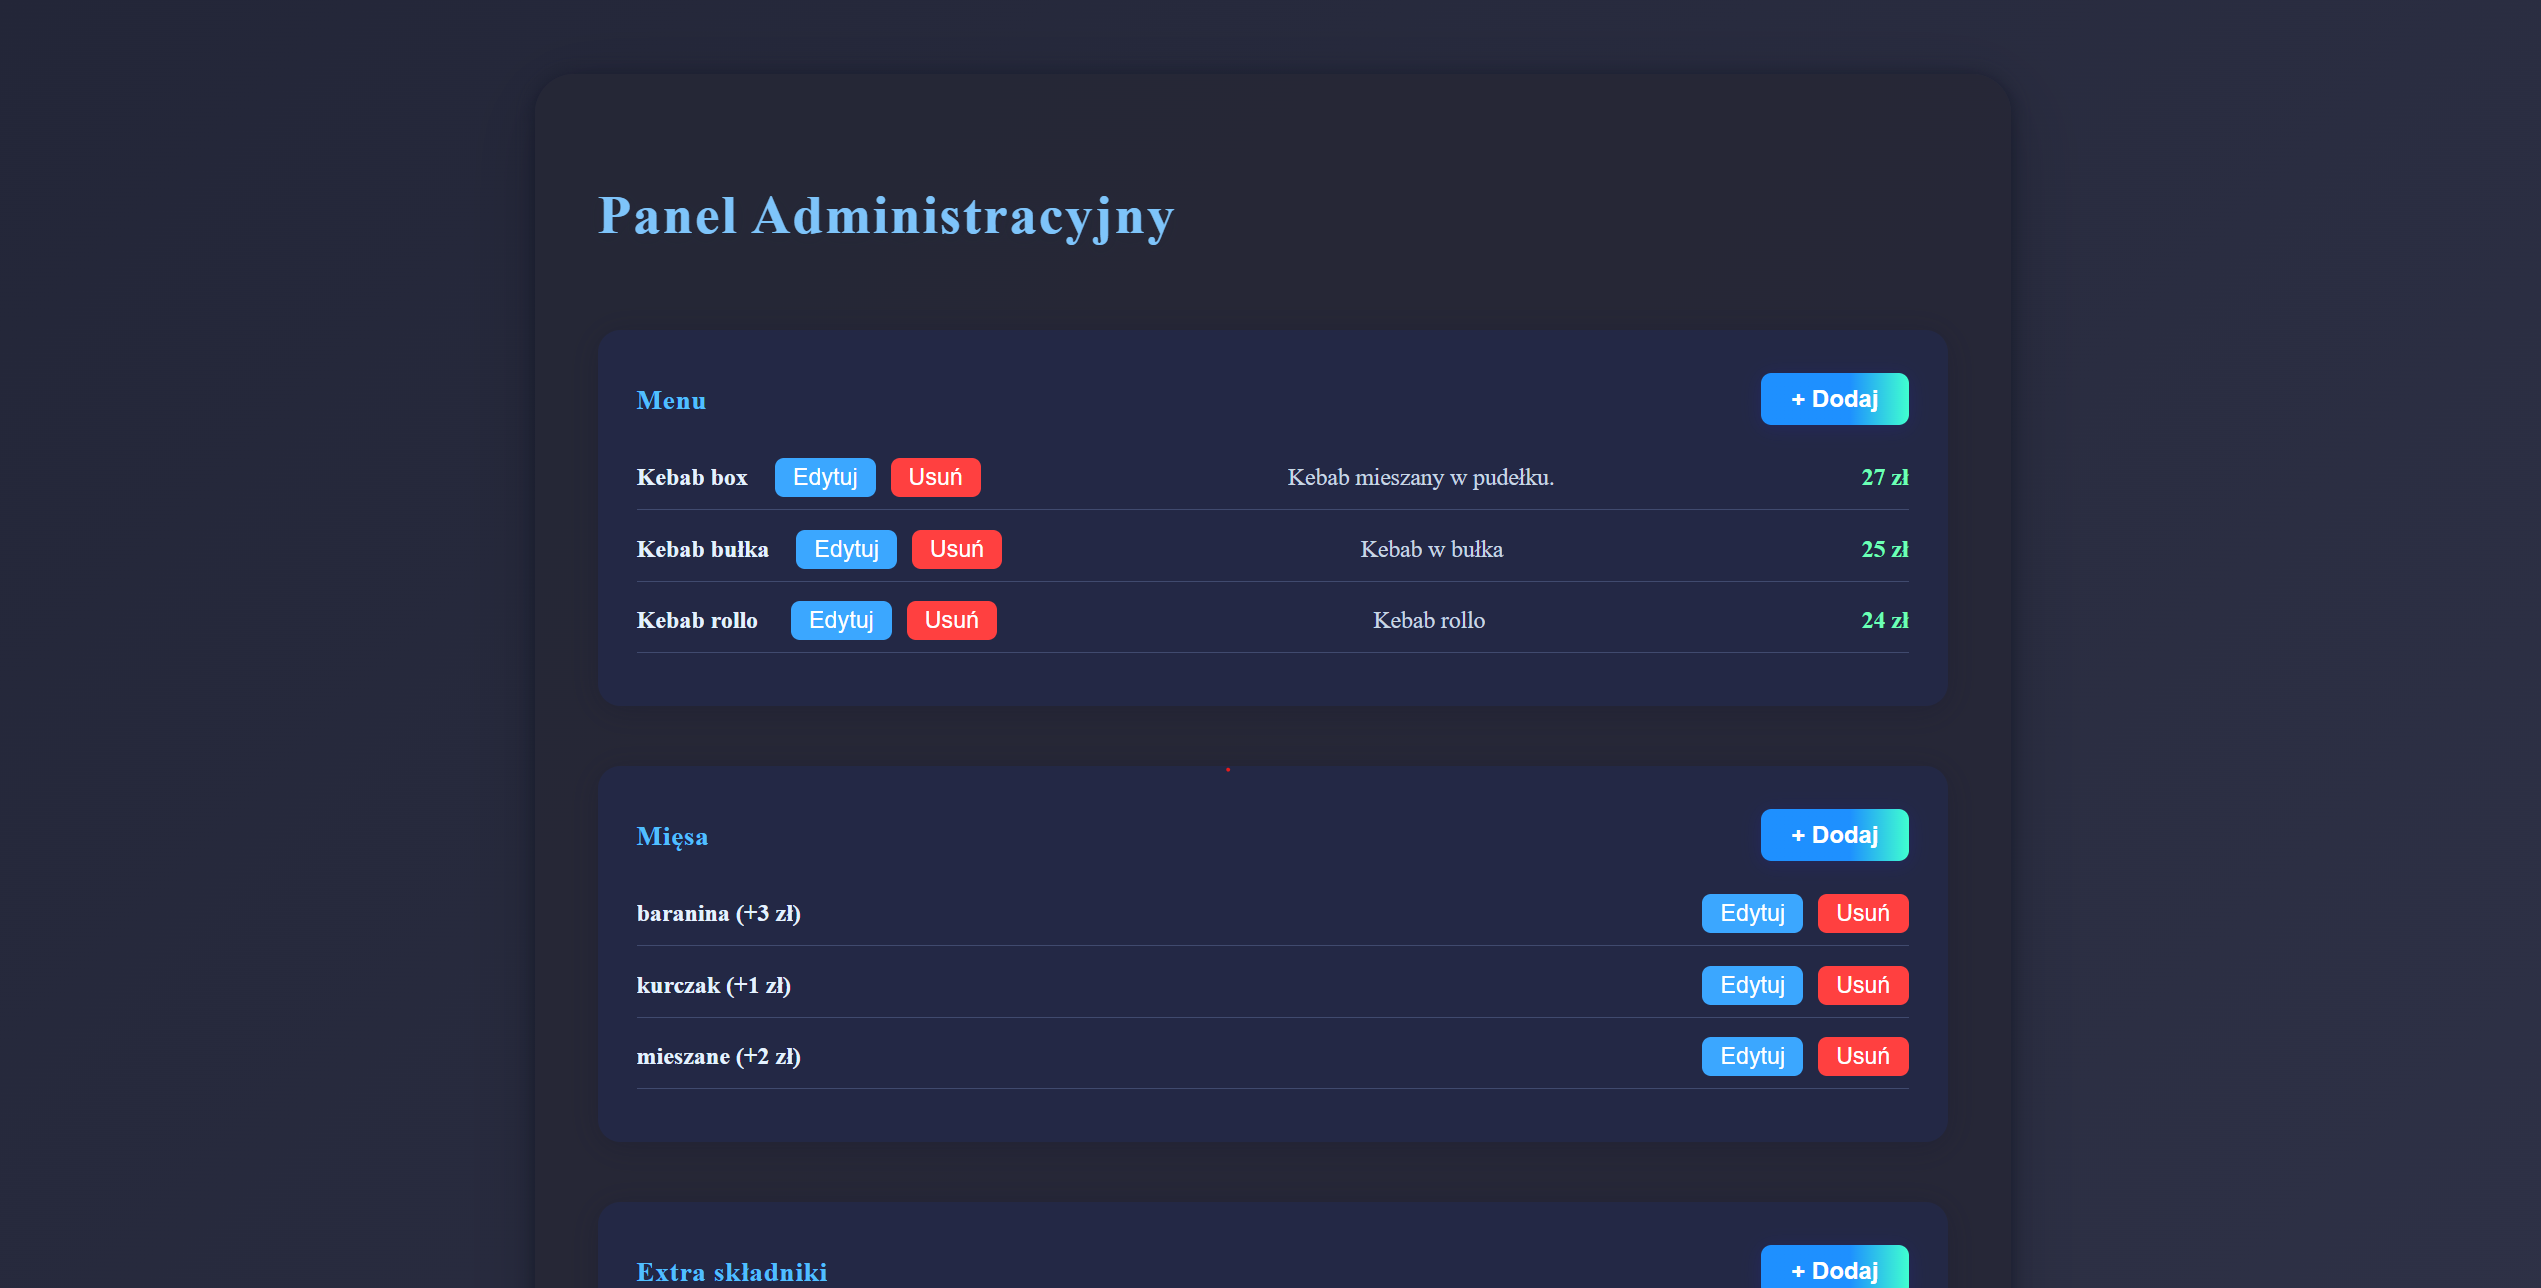 Panel Administracyjny
Menu + Dodaj
Kebab box Edytuj Usuń Kebab mieszany w pudełku. 27 zł
Kebab bułka Edytuj Usuń Kebab w bułka 25 zł
Kebab rollo Edytuj Usuń Kebab rollo 24 zł
Mięsa + Dodaj
baranina (+3 zł) Edytuj Usuń
kurczak (+1 zł) Edytuj Usuń
mieszane (+2 zł) Edytuj Usuń
Extra składniki + Dodaj